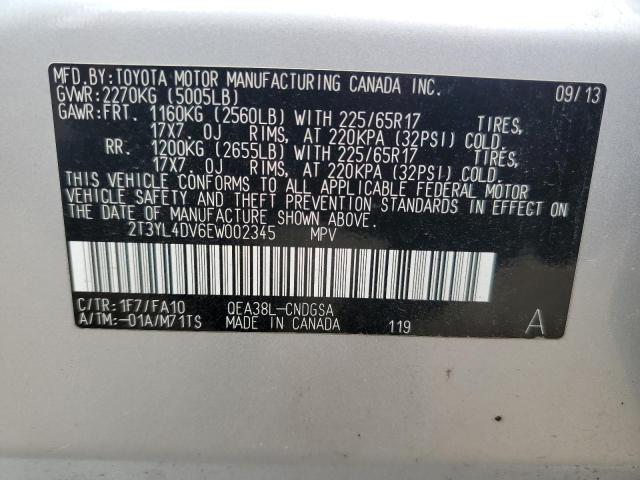 MFD.BY:TOYOTA MOTOR MANUFACTURING CANADA INC. 09/13
GVWR:2270KG (5005LB)
GAWR:FRT. 1160KG (2560LB) WITH 225/65R17 TIRES,
17X7. 0J RIMS, AT 220KPA (32PSI) COLD.
RR. 1200KG (2655LB) WITH 225/65R17 TIRES,
17X7. 0J RIMS, AT 220KPA (32PSI) COLD.
THIS VEHICLE CONFORMS TO ALL APPLICABLE FEDERAL MOTOR
VEHICLE SAFETY AND THEFT PREVENTION STANDARDS IN EFFECT ON
THE DATE OF MANUFACTURE SHOWN ABOVE.
2T3YL4DV6EW002345 MPV
C/TR:1F7/FA10 QEA38L-CNDGSA
A/TM:-01A/M71TS MADE IN CANADA 119 A